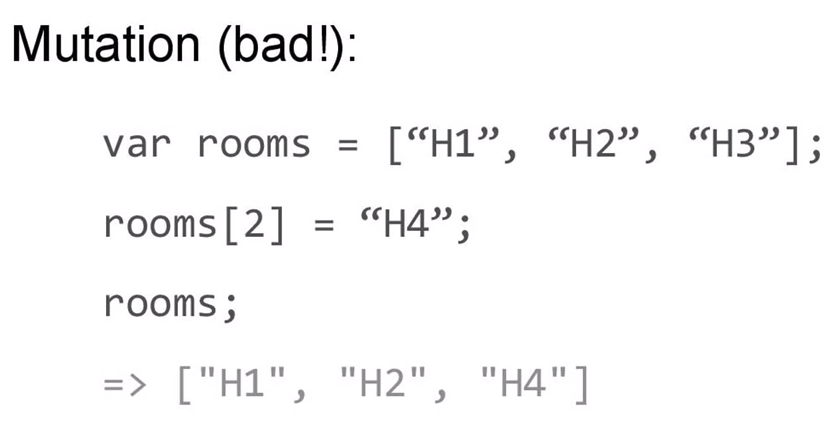 Mutation (bad!):
var rooms = [“H1”, “H2”, “H3”];
rooms[2] = “H4”;
rooms;
=> ["H1", "H2", "H4"]